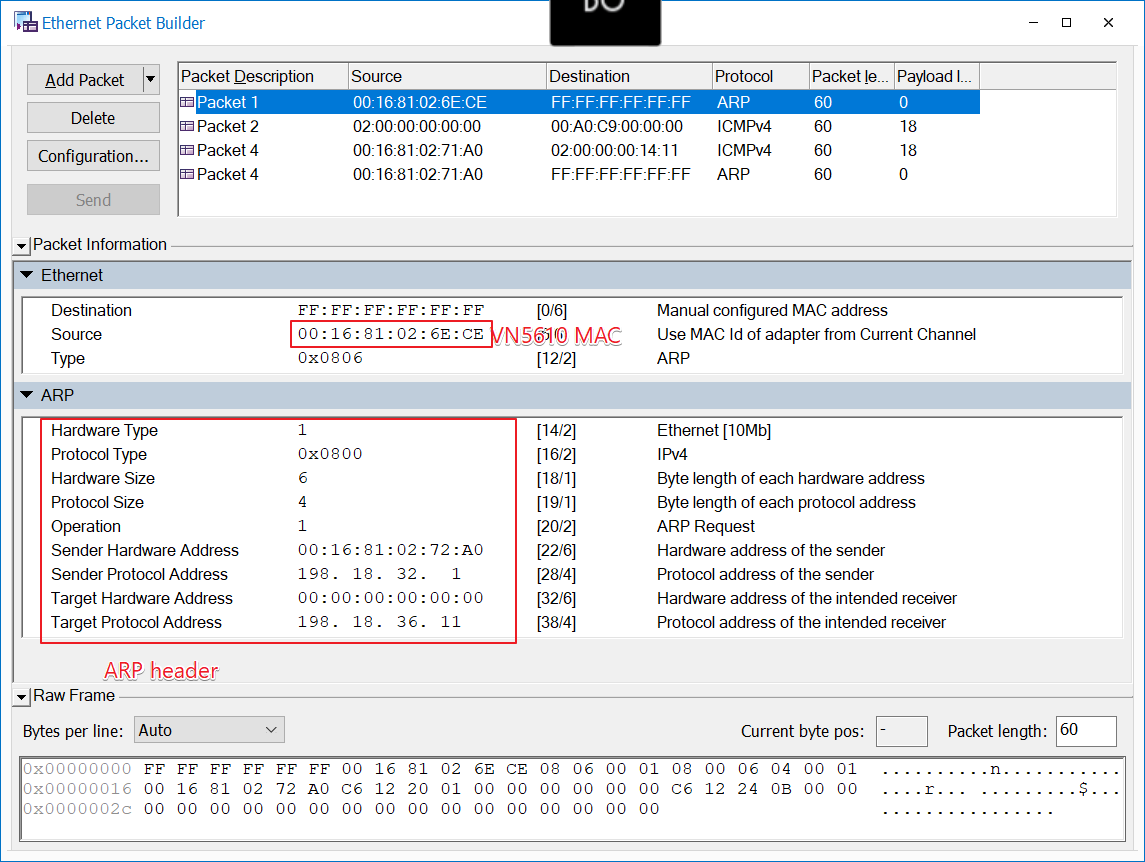 Ethernet Packet Builder
Add Packet
Delete
Configuration...
Send
Packet Description Source Destination Protocol Packet le... Payload l...
Packet 1 00:16:81:02:6E:CE FF:FF:FF:FF:FF:FF ARP 60 0
Packet 2 02:00:00:00:00:00 00:A0:C9:00:00:00 ICMPv4 60 18
Packet 4 00:16:81:02:71:A0 02:00:00:00:14:11 ICMPv4 60 18
Packet 4 00:16:81:02:71:A0 FF:FF:FF:FF:FF:FF ARP 60 0
Packet Information
Ethernet
Destination FF:FF:FF:FF:FF:FF [0/6] Manual configured MAC address
Source 00:16:81:02:6E:CE VN5610 MAC Use MAC Id of adapter from Current Channel
Type 0x0806 [12/2] ARP
ARP
Hardware Type 1 [14/2] Ethernet [10Mb]
Protocol Type 0x0800 [16/2] IPv4
Hardware Size 6 [18/1] Byte length of each hardware address
Protocol Size 4 [19/1] Byte length of each protocol address
Operation 1 [20/2] ARP Request
Sender Hardware Address 00:16:81:02:72:A0 [22/6] Hardware address of the sender
Sender Protocol Address 198. 18. 32. 1 [28/4] Protocol address of the sender
Target Hardware Address 00:00:00:00:00:00 [32/6] Hardware address of the intended receiver
Target Protocol Address 198. 18. 36. 11 [38/4] Protocol address of the intended receiver
ARP header
Raw Frame
Bytes per line: Auto Current byte pos: - Packet length: 60
0x00000000 FF FF FF FF FF FF 00 16 81 02 6E CE 08 06 00 01 08 00 06 04 00 01 ..........n...........
0x00000016 00 16 81 02 72 A0 C6 12 20 01 00 00 00 00 00 00 C6 12 24 0B 00 00 ....r... .........$...
0x0000002c 00 00 00 00 00 00 00 00 00 00 00 00 00 00 00 00 ................